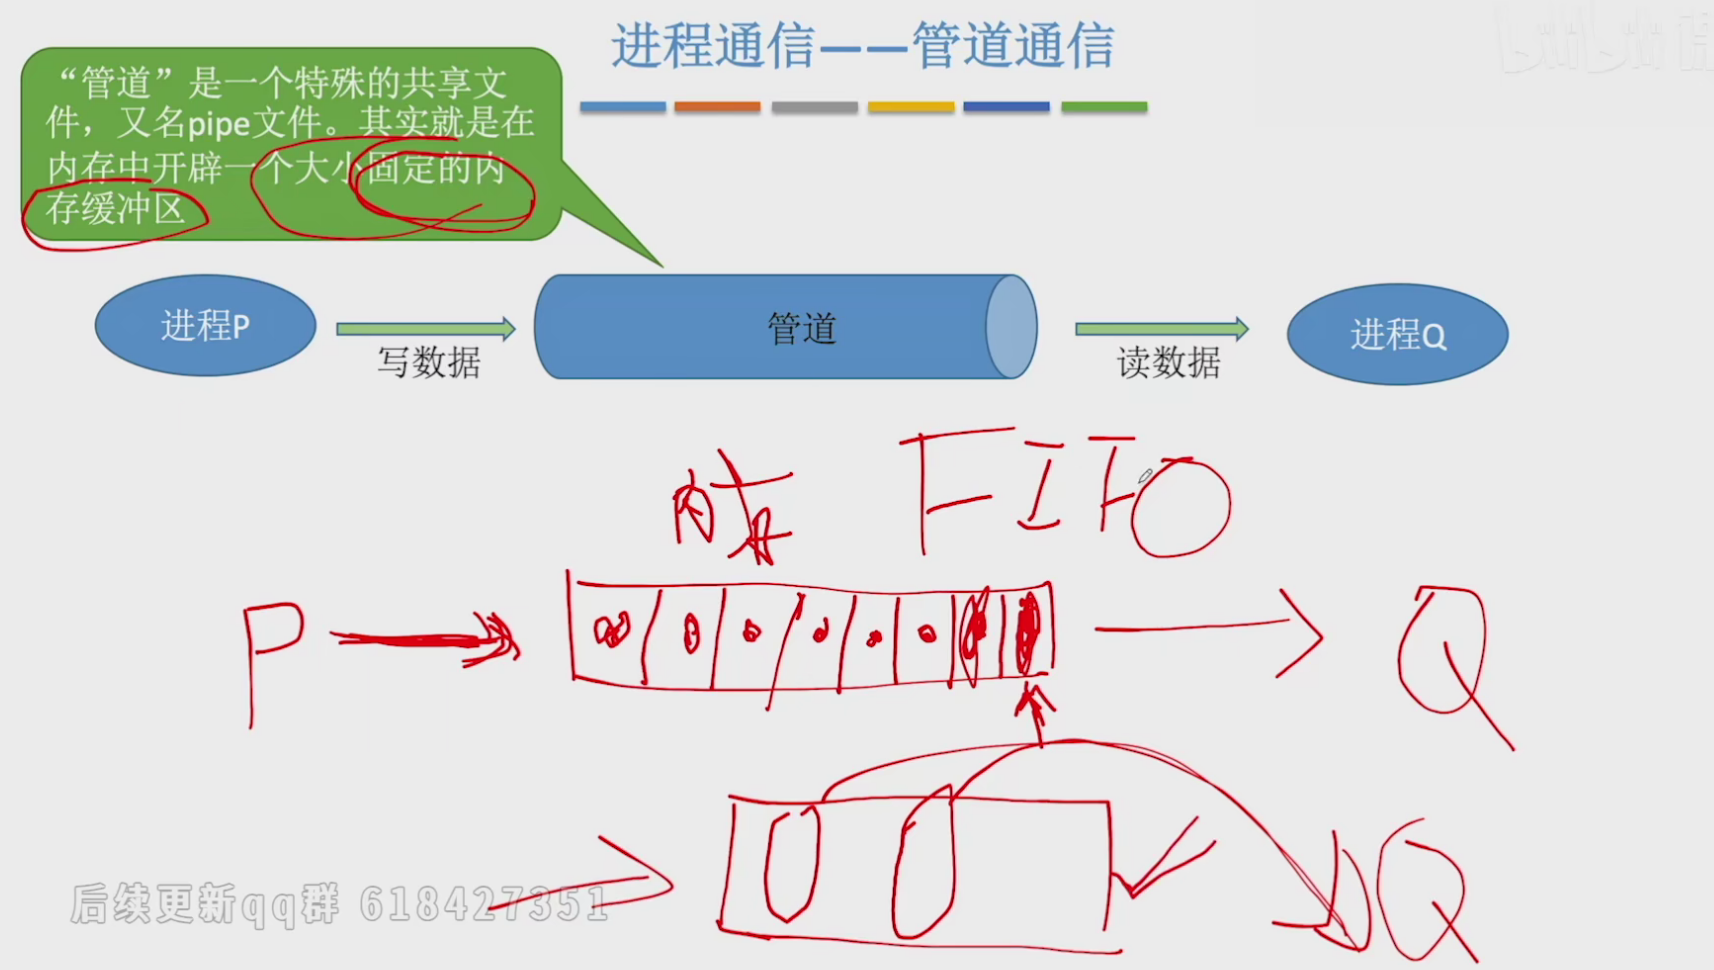 进程通信——管道通信
bilibili
“管道”是一个特殊的共享文
件，又名pipe文件。其实就是在
内存中开辟一个大小固定的内
存缓冲区
进程P
写数据
管道
读数据
进程Q
内存
FIFO
P
Q
Q
后续更新qq群 618427351